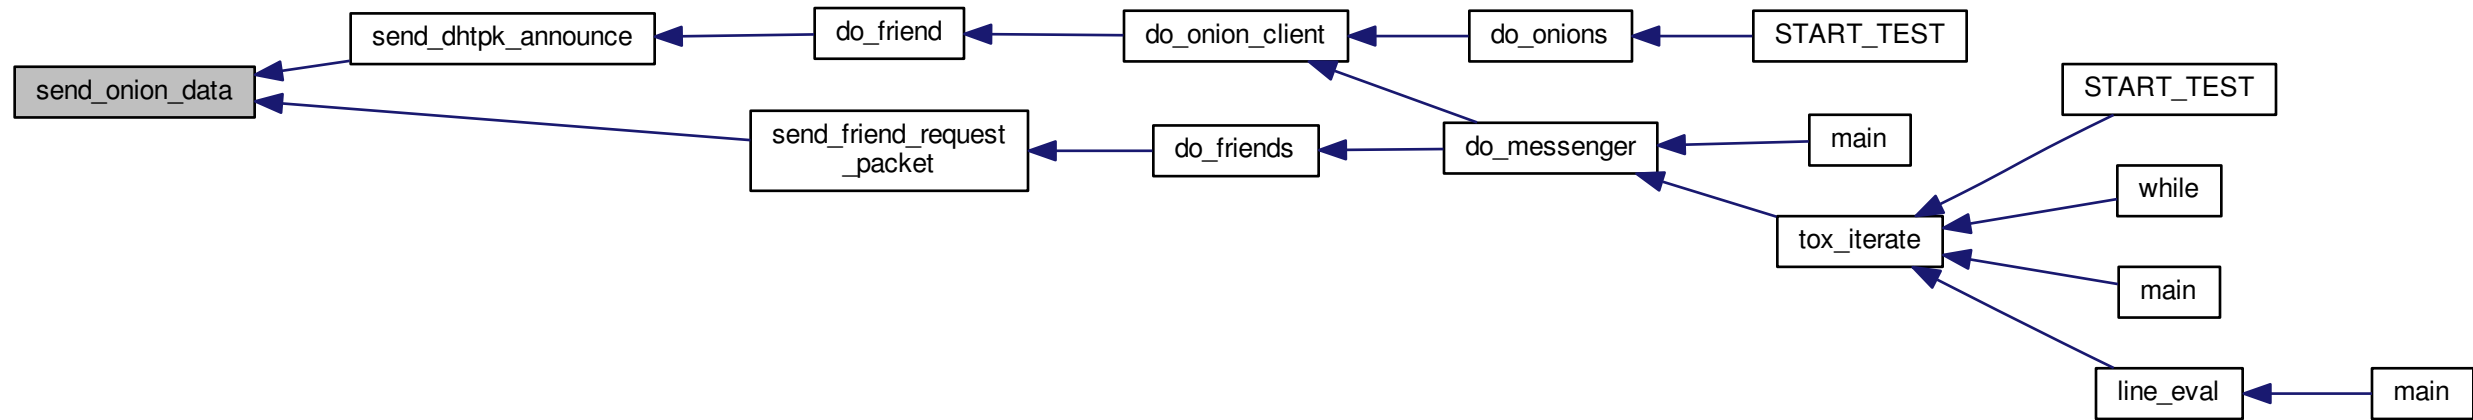 send_onion_data
send_dhtpk_announce
do_friend
do_onion_client
do_onions
START_TEST
send_friend_request
_packet
do_friends
do_messenger
main
tox_iterate
START_TEST
while
main
line_eval
main